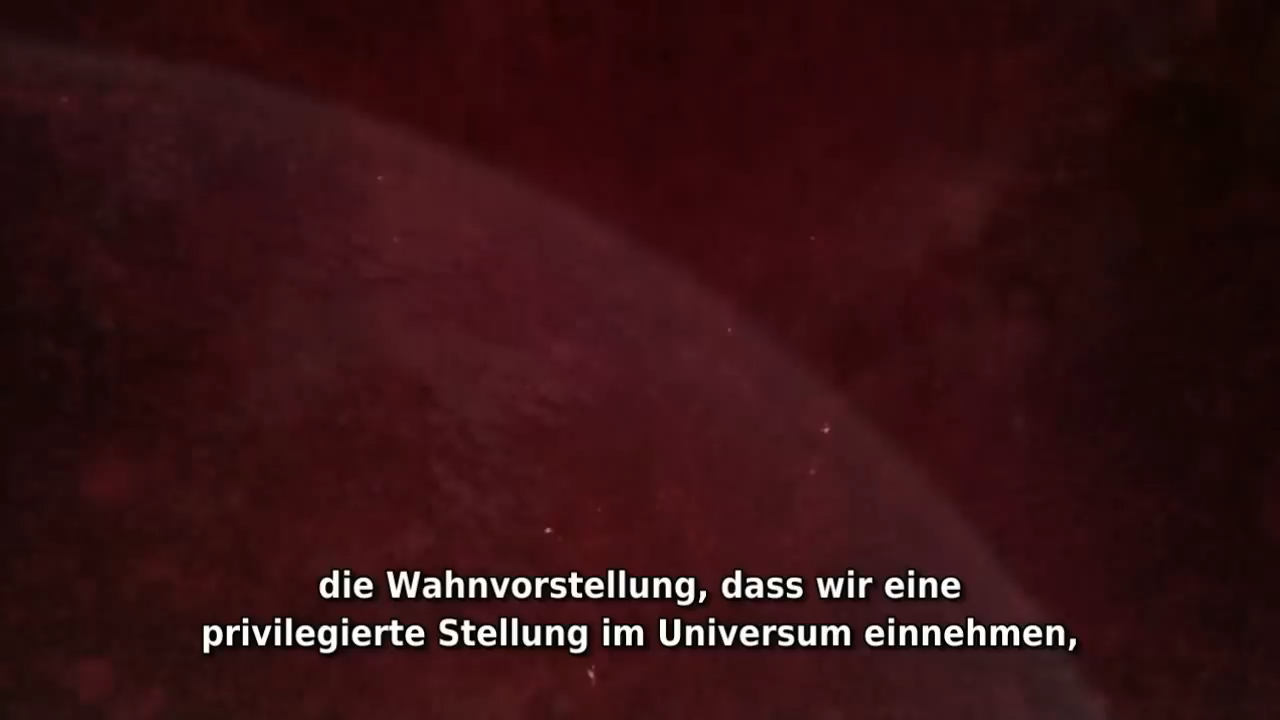 die Wahnvorstellung, dass wir eine
privilegierte Stellung im Universum einnehmen,